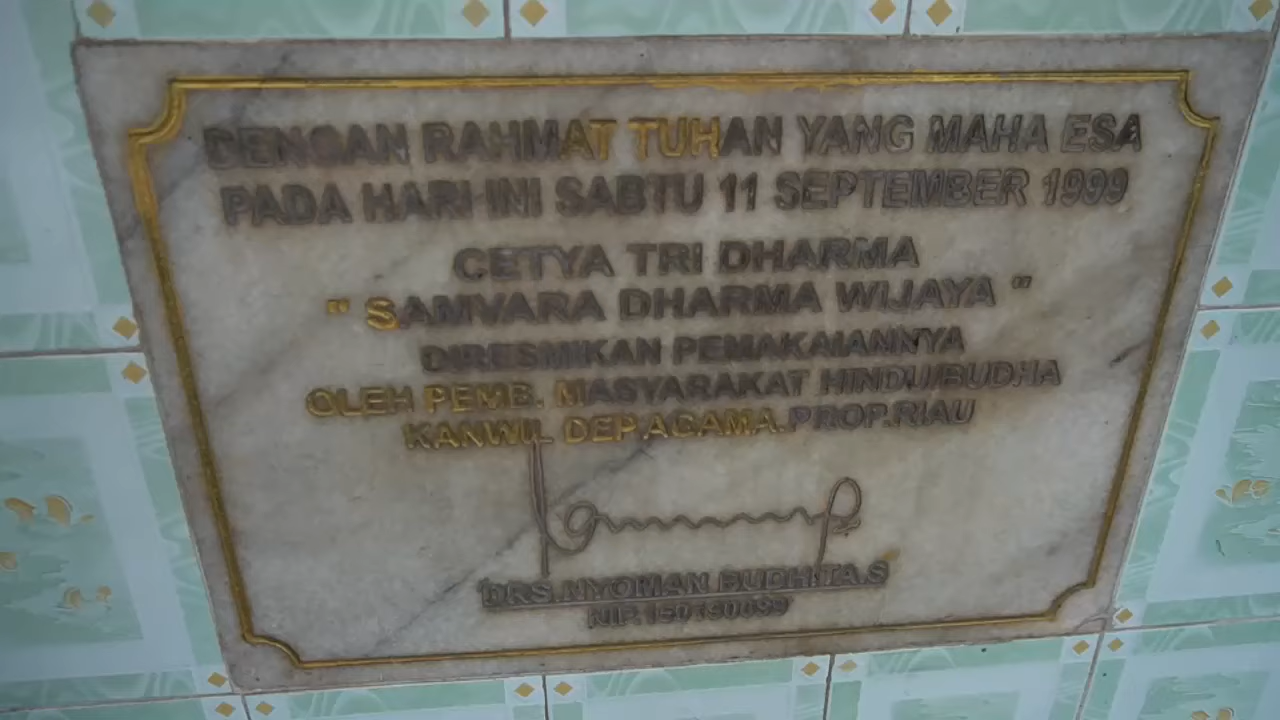 DENGAN RAHMAT TUHAN YANG MAHA ESA
PADA HARI INI SABTU 11 SEPTEMBER 1999
CETYA TRI DHARMA
" SAMVARA DHARMA WIJAYA "
DIRESMIKAN PEMAKAIANNYA
OLEH PEMB. MASYARAKAT HINDU/BUDHA
KANWIL DEP.AGAMA.PROP.RIAU
DRS.NYOMAN BUDHITA.S
NIP.